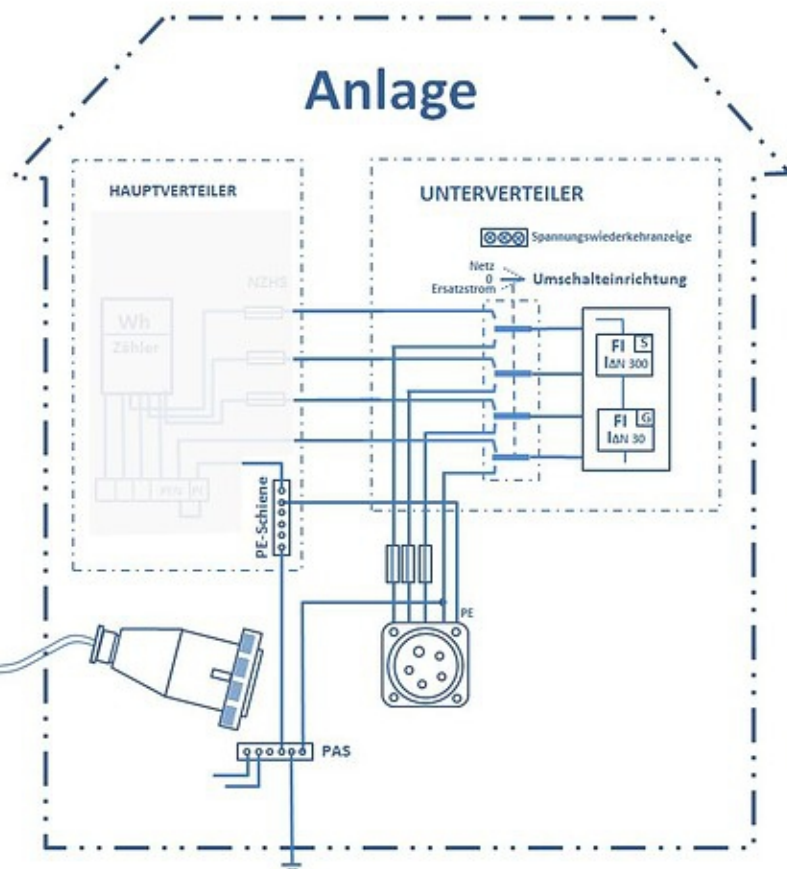 Anlage
HAUPTVERTEILER
UNTERVERTEILER
Spannungswiederkehranzeige
Netz
0
Ersatzstrom
Umschalteinrichtung
NZHS
Wh
Zähler
FI S
IΔN 300
FI G
IΔN 30
PEN PE
PE-Schiene
PE
PAS